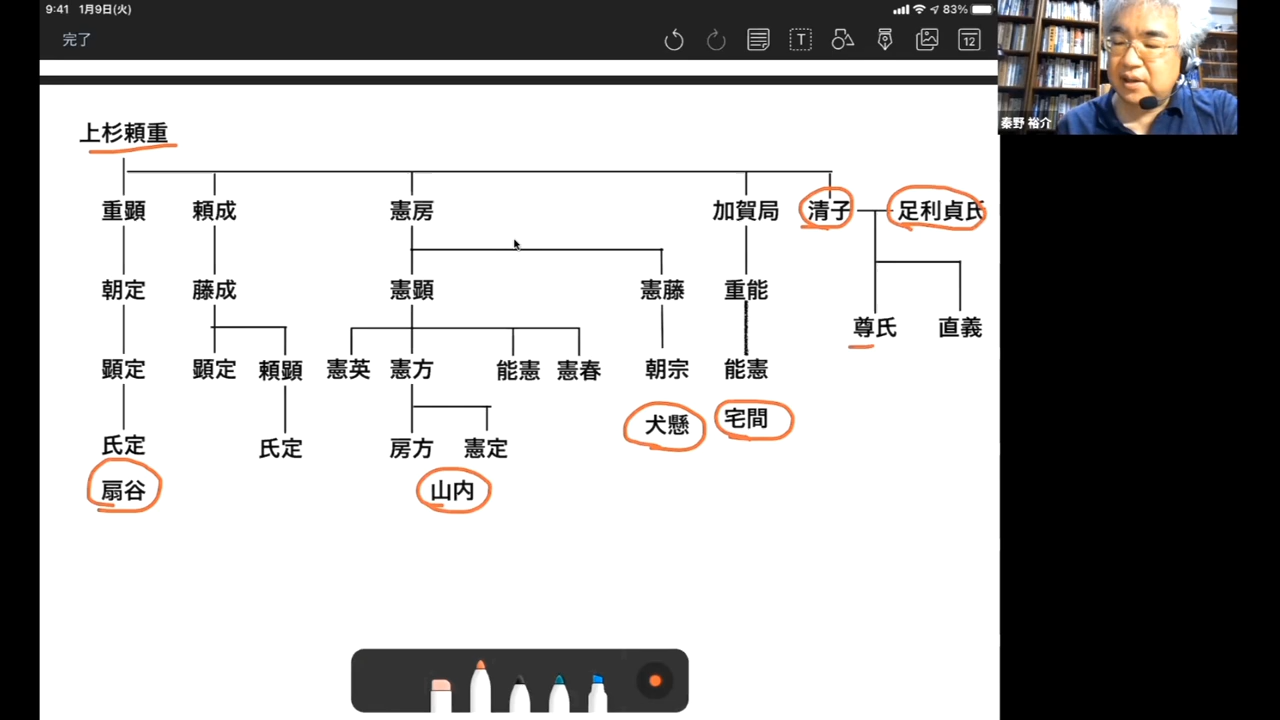 9:41 1月9日(火)
83%
完了
T
12
秦野 裕介
上杉頼重
重顕 頼成 憲房 加賀局 清子 足利貞氏
朝定 藤成 憲顕 憲藤 重能
尊氏 直義
顕定 顕定 頼顕 憲英 憲方 能憲 憲春 朝宗 能憲
犬懸 宅間
氏定 氏定 房方 憲定
扇谷 山内